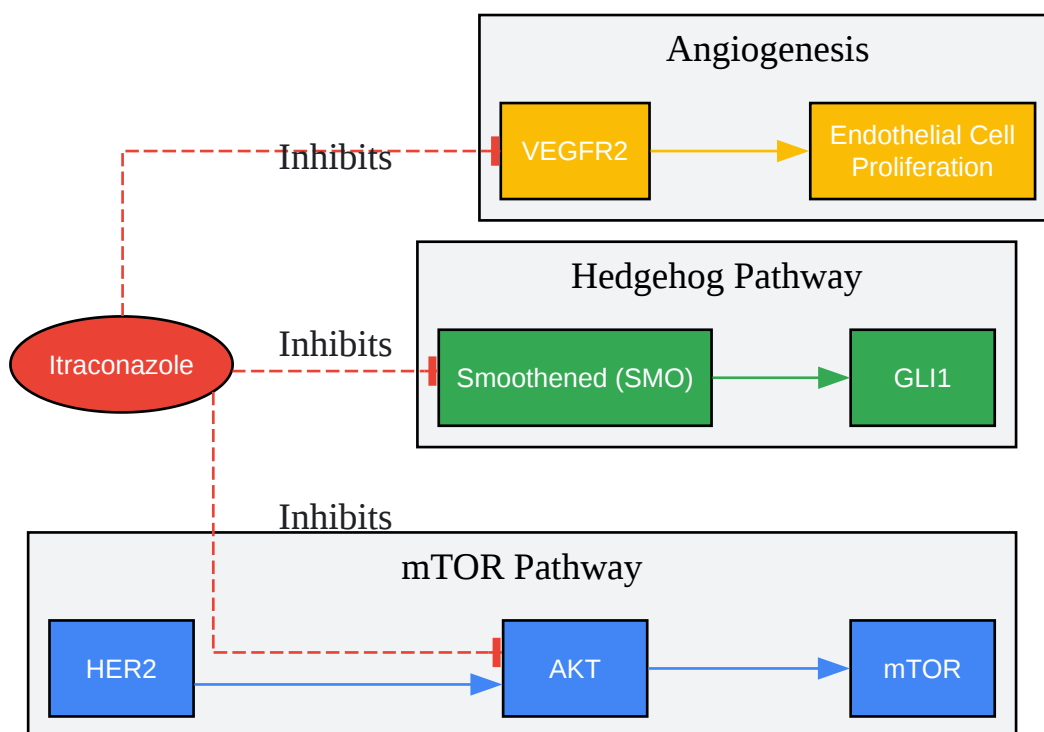 Angiogenesis
Inhibits
VEGFR2
Endothelial Cell
Proliferation
Hedgehog Pathway
Inhibits
Itraconazole
Smoothened (SMO)
GLI1
Inhibits
mTOR Pathway
HER2
AKT
mTOR